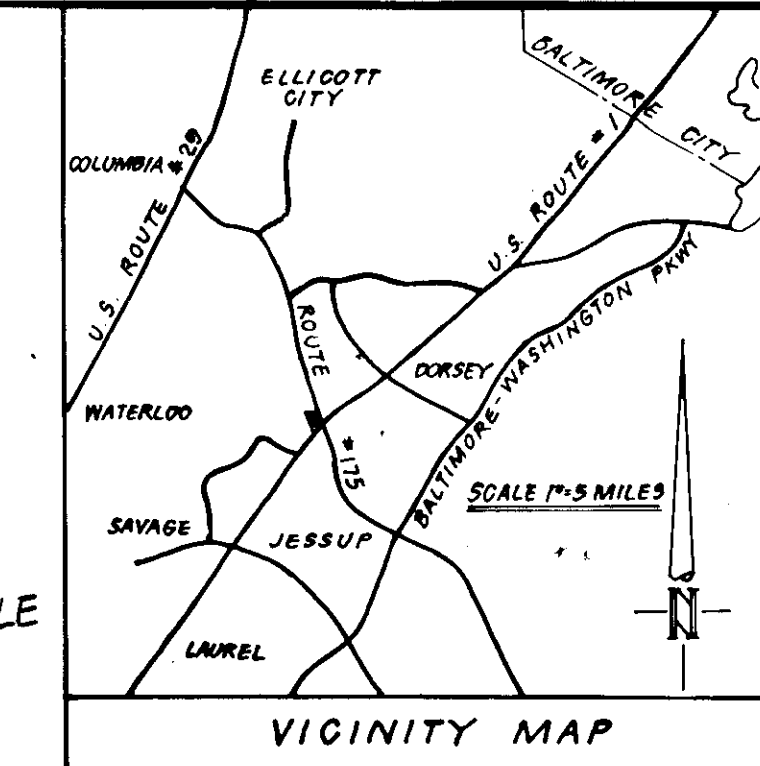 BALTIMORE CITY
ELLICOTT
CITY
COLUMBIA
U.S. ROUTE #29
U.S. ROUTE #1
BALTIMORE-WASHINGTON PKWY
ROUTE #175
DORSEY
WATERLOO
SCALE 1"=5 MILES
SAVAGE
JESSUP
LE
N
LAUREL
VICINITY MAP